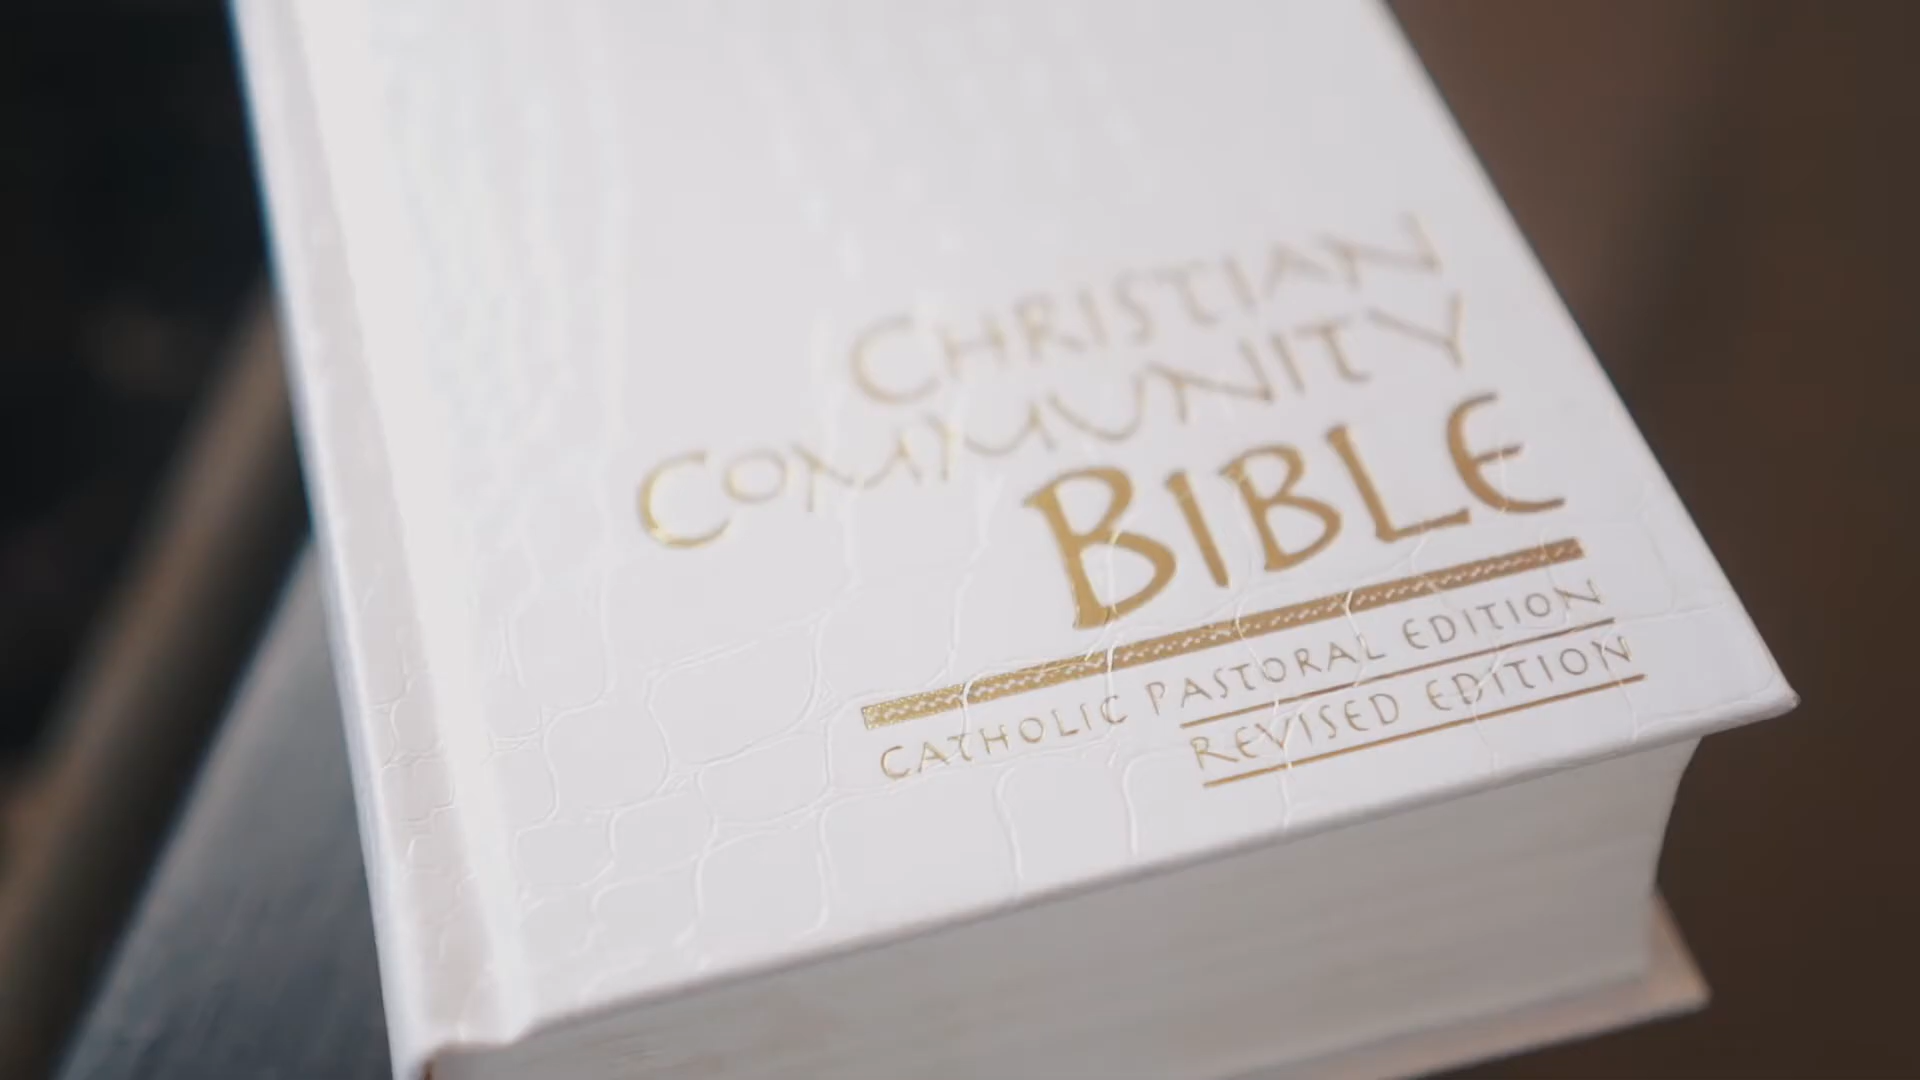 CHRISTIAN
COMMUNITY
BIBLE
CATHOLIC PASTORAL EDITION
REVISED EDITION